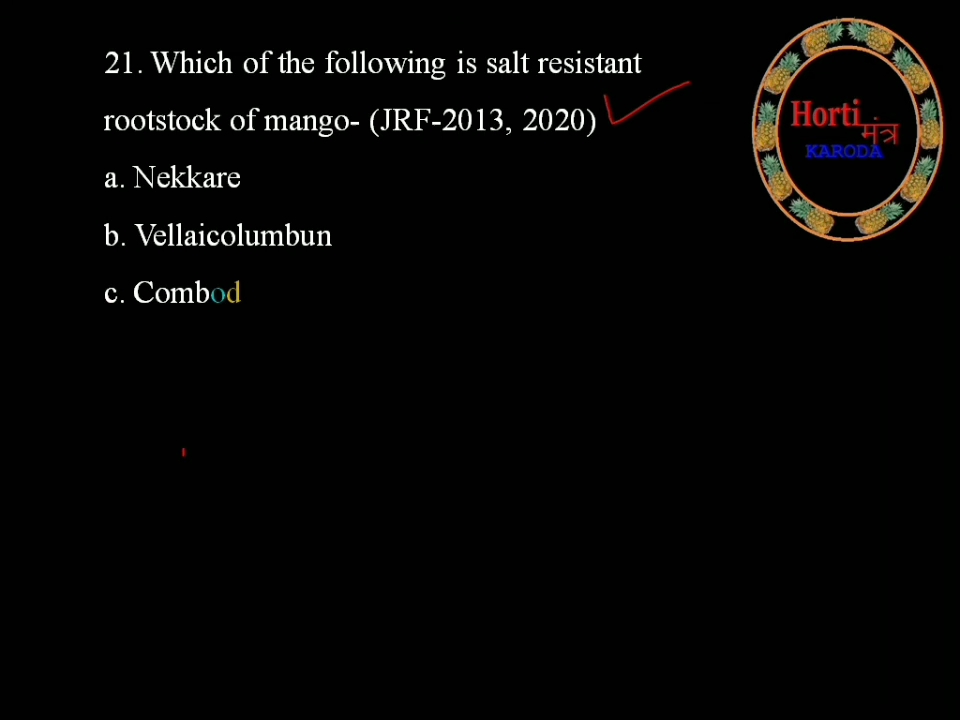 21. Which of the following is salt resistant
rootstock of mango- (JRF-2013, 2020)
a. Nekkare
b. Vellaicolumbun
c. Combod
Horti
मंत्र
KARODA